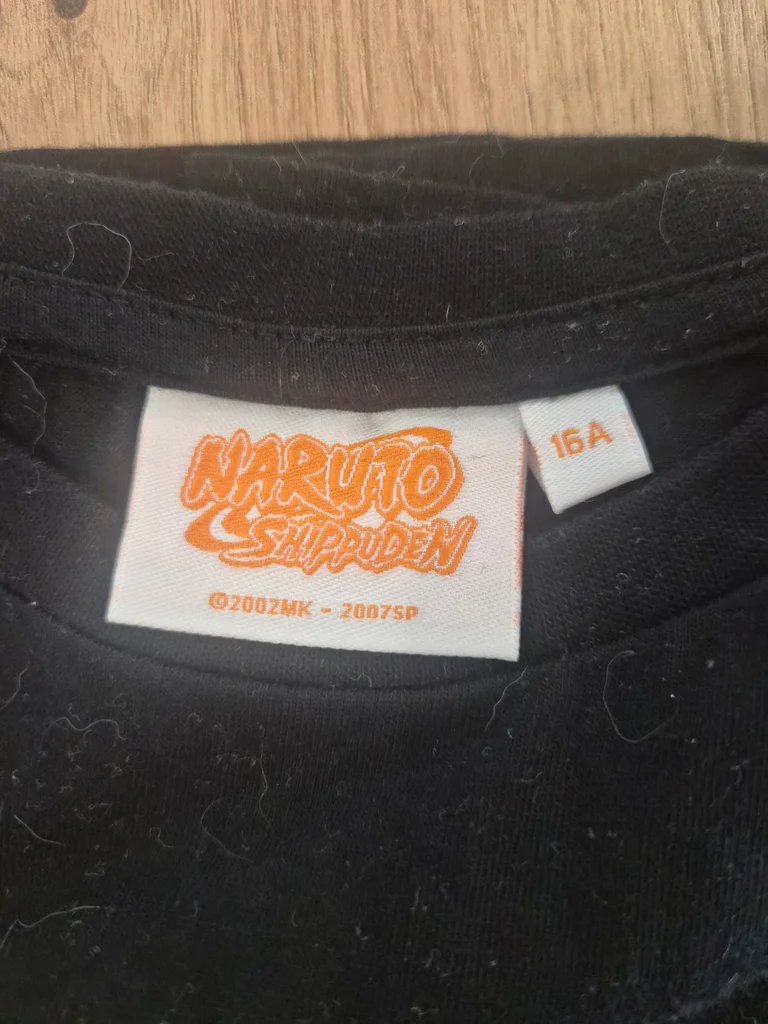 NARUTO
SHIPPUDEN
©2002MK - 2007SP
16A